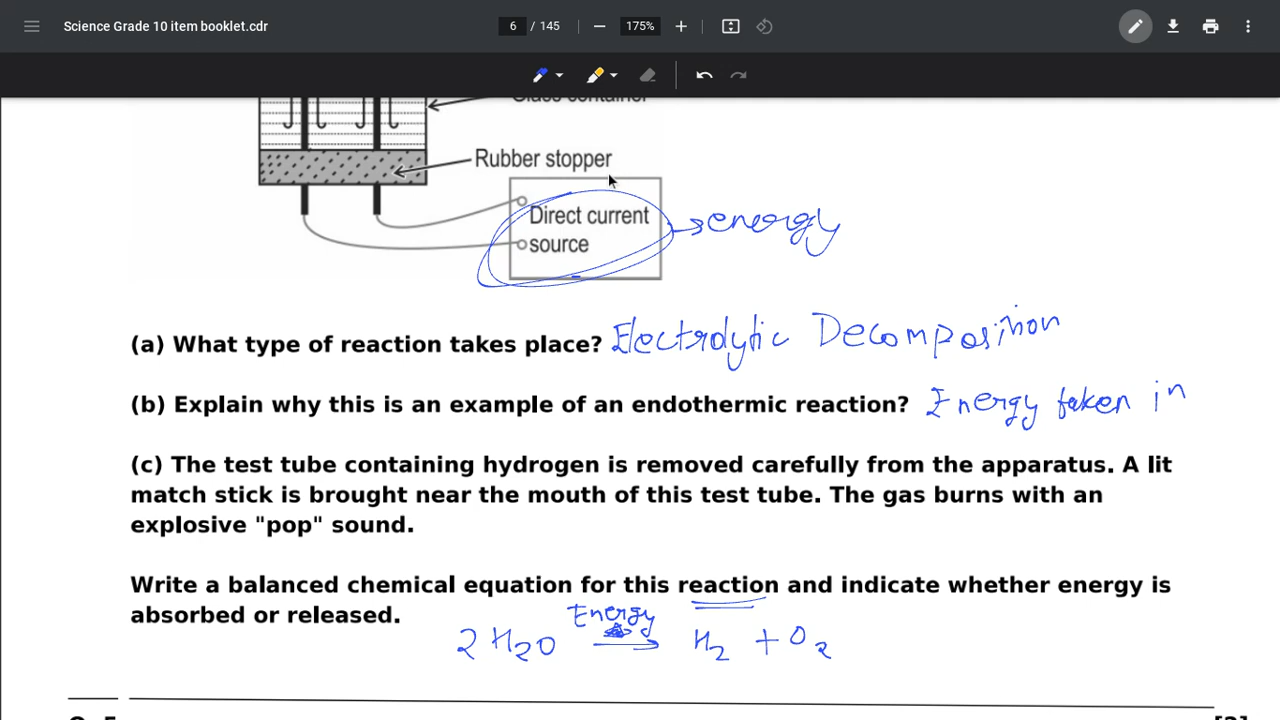 Science Grade 10 item booklet.cdr
6 / 145
175%
Rubber stopper
Direct current
source
energy
(a) What type of reaction takes place? Electrolytic Decomposition
(b) Explain why this is an example of an endothermic reaction? Energy taken in
(c) The test tube containing hydrogen is removed carefully from the apparatus. A lit
match stick is brought near the mouth of this test tube. The gas burns with an
explosive "pop" sound.
Write a balanced chemical equation for this reaction and indicate whether energy is
absorbed or released.
Energy
2 H2O → H2 + O2